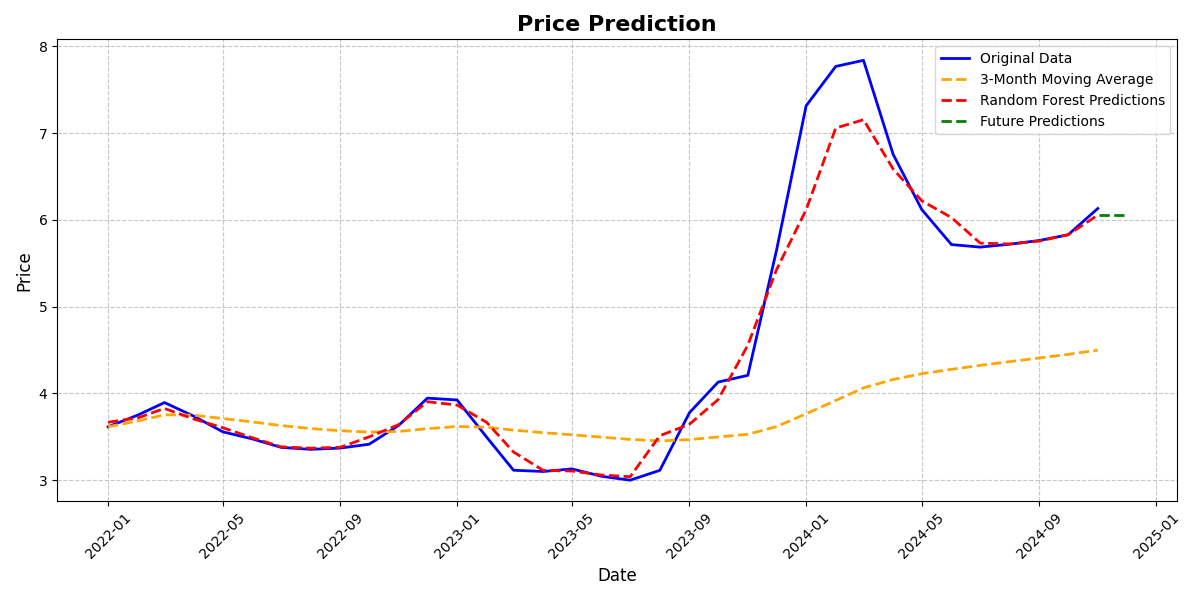 Price Prediction
Original Data
3-Month Moving Average
Random Forest Predictions
Future Predictions
8
7
6
5
4
3
Price
2022-01
2022-05
2022-09
2023-01
2023-05
2023-09
2024-01
2024-05
2024-09
2025-01
Date